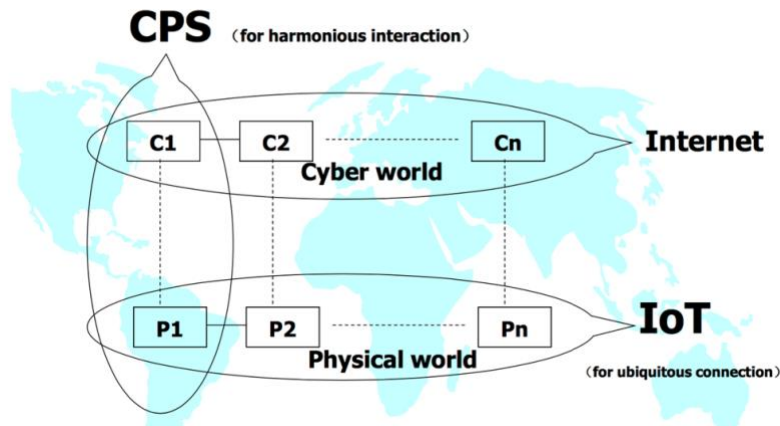 CPS (for harmonious interaction)
C1 C2 Cn
Internet
Cyber world
P1 P2 Pn
IoT
Physical world
(for ubiquitous connection)